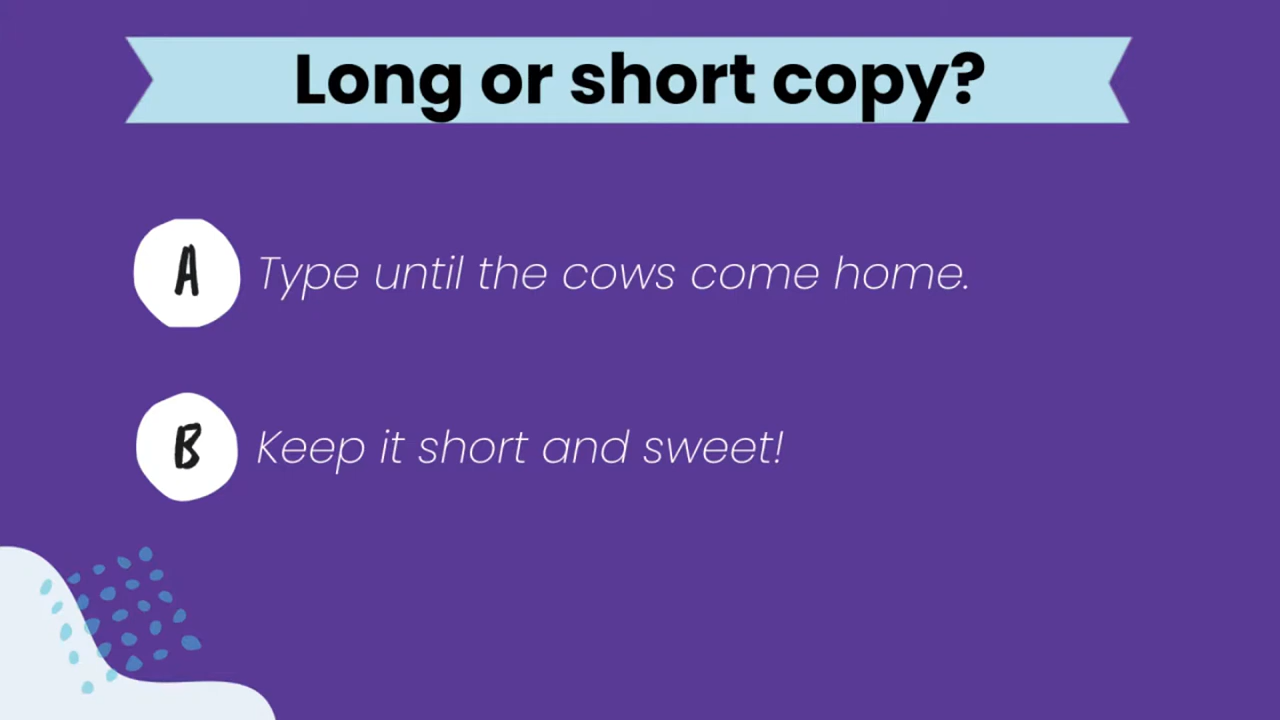 Long or short copy?
A Type until the cows come home.
B Keep it short and sweet!